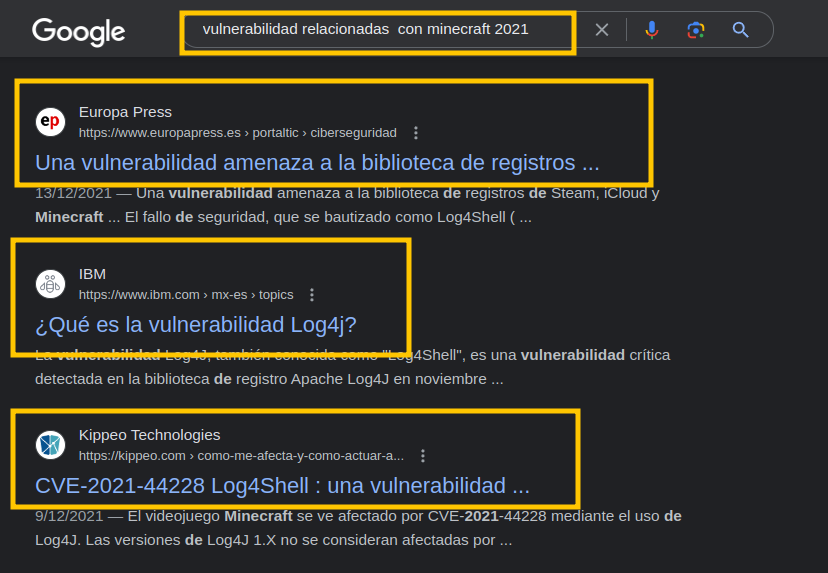 Google
vulnerabilidad relacionadas  con minecraft 2021
ep
Europa Press
https://www.europapress.es › portaltic › ciberseguridad
Una vulnerabilidad amenaza a la biblioteca de registros ...
13/12/2021 — Una vulnerabilidad amenaza a la biblioteca de registros de Steam, iCloud y
Minecraft ... El fallo de seguridad, que se bautizado como Log4Shell ( ...
IBM
https://www.ibm.com › mx-es › topics
¿Qué es la vulnerabilidad Log4j?
La vulnerabilidad Log4J, también conocida como "Log4Shell", es una vulnerabilidad crítica
detectada en la biblioteca de registro Apache Log4J en noviembre ...
Kippeo Technologies
https://kippeo.com › como-me-afecta-y-como-actuar-a...
CVE-2021-44228 Log4Shell : una vulnerabilidad ...
9/12/2021 — El videojuego Minecraft se ve afectado por CVE-2021-44228 mediante el uso de
Log4J. Las versiones de Log4J 1.X no se consideran afectadas por ...